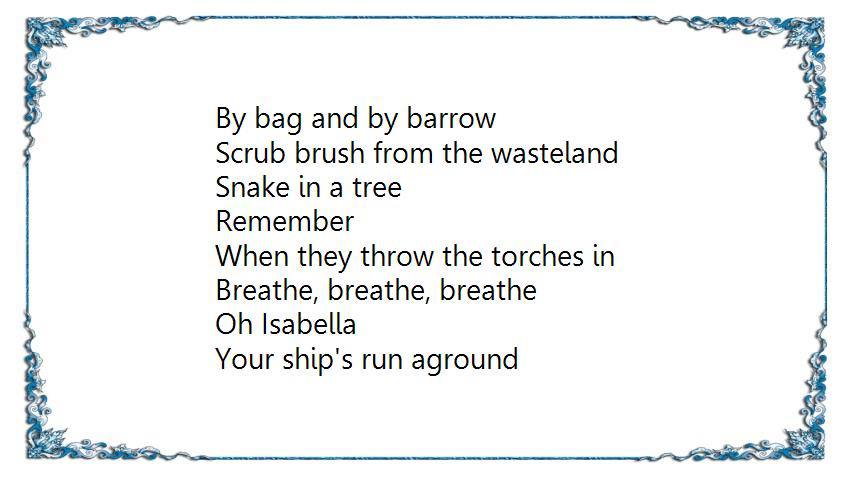 By bag and by barrow
Scrub brush from the wasteland
Snake in a tree
Remember
When they throw the torches in
Breathe, breathe, breathe
Oh Isabella
Your ship's run aground